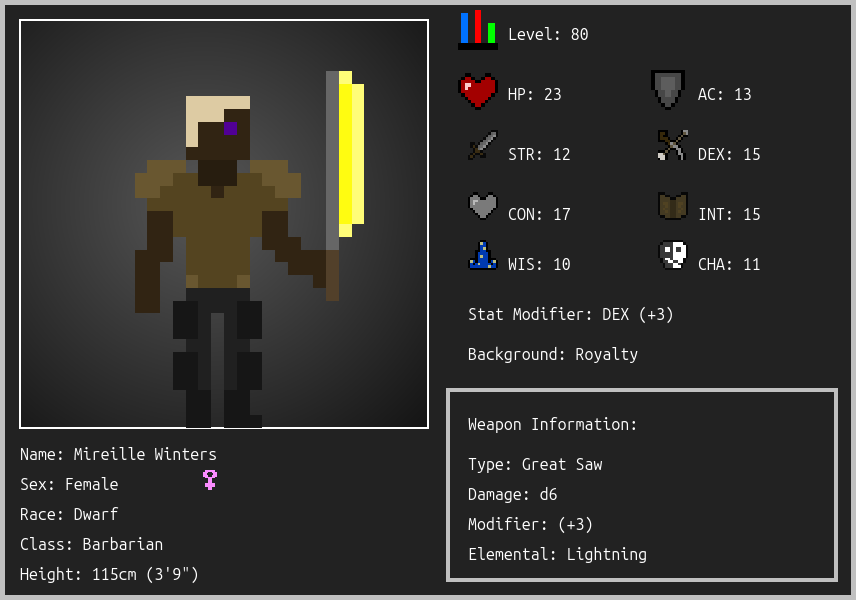 Level: 80
HP: 23
AC: 13
STR: 12
DEX: 15
CON: 17
INT: 15
WIS: 10
CHA: 11
Stat Modifier: DEX (+3)
Background: Royalty
Weapon Information:
Type: Great Saw
Damage: d6
Modifier: (+3)
Elemental: Lightning
Name: Mireille Winters
Sex: Female
Race: Dwarf
Class: Barbarian
Height: 115cm (3'9")